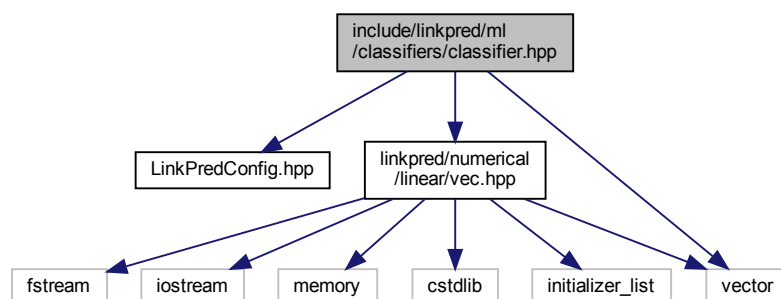 include/linkpred/ml
/classifiers/classifier.hpp
LinkPredConfig.hpp
linkpred/numerical
/linear/vec.hpp
fstream
iostream
memory
cstdlib
initializer_list
vector